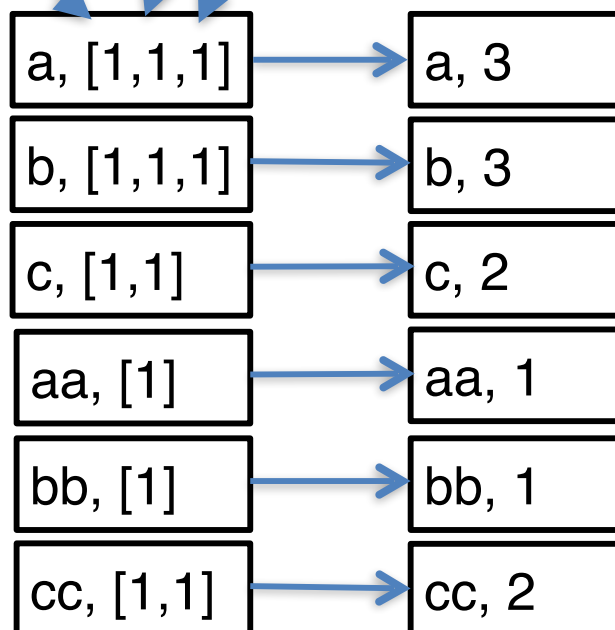 a, [1,1,1] a, 3
b, [1,1,1] b, 3
c, [1,1] c, 2
aa, [1] aa, 1
bb, [1] bb, 1
cc, [1,1] cc, 2